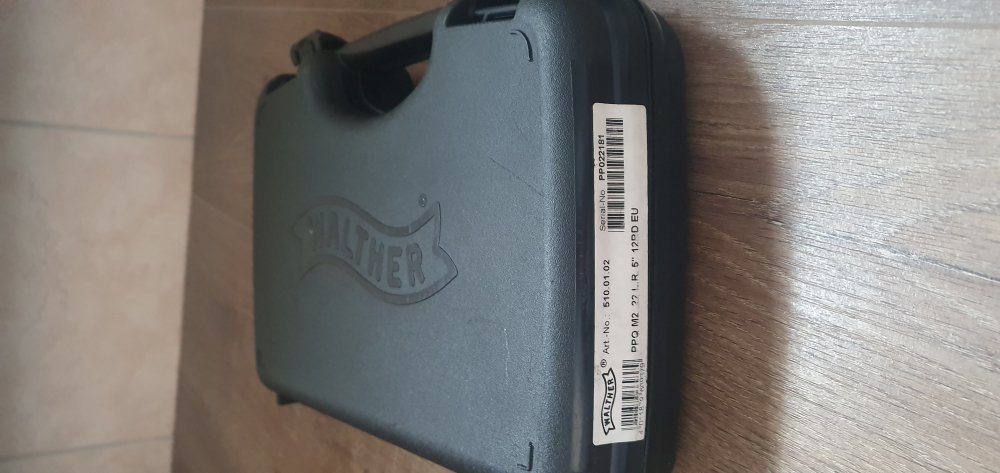 WALTHER
®
WALTHER ® Art.-No.: 510.01.02 Serial-No. PP022181
PPQ M2 .22 L.R. 5" 12RD EU